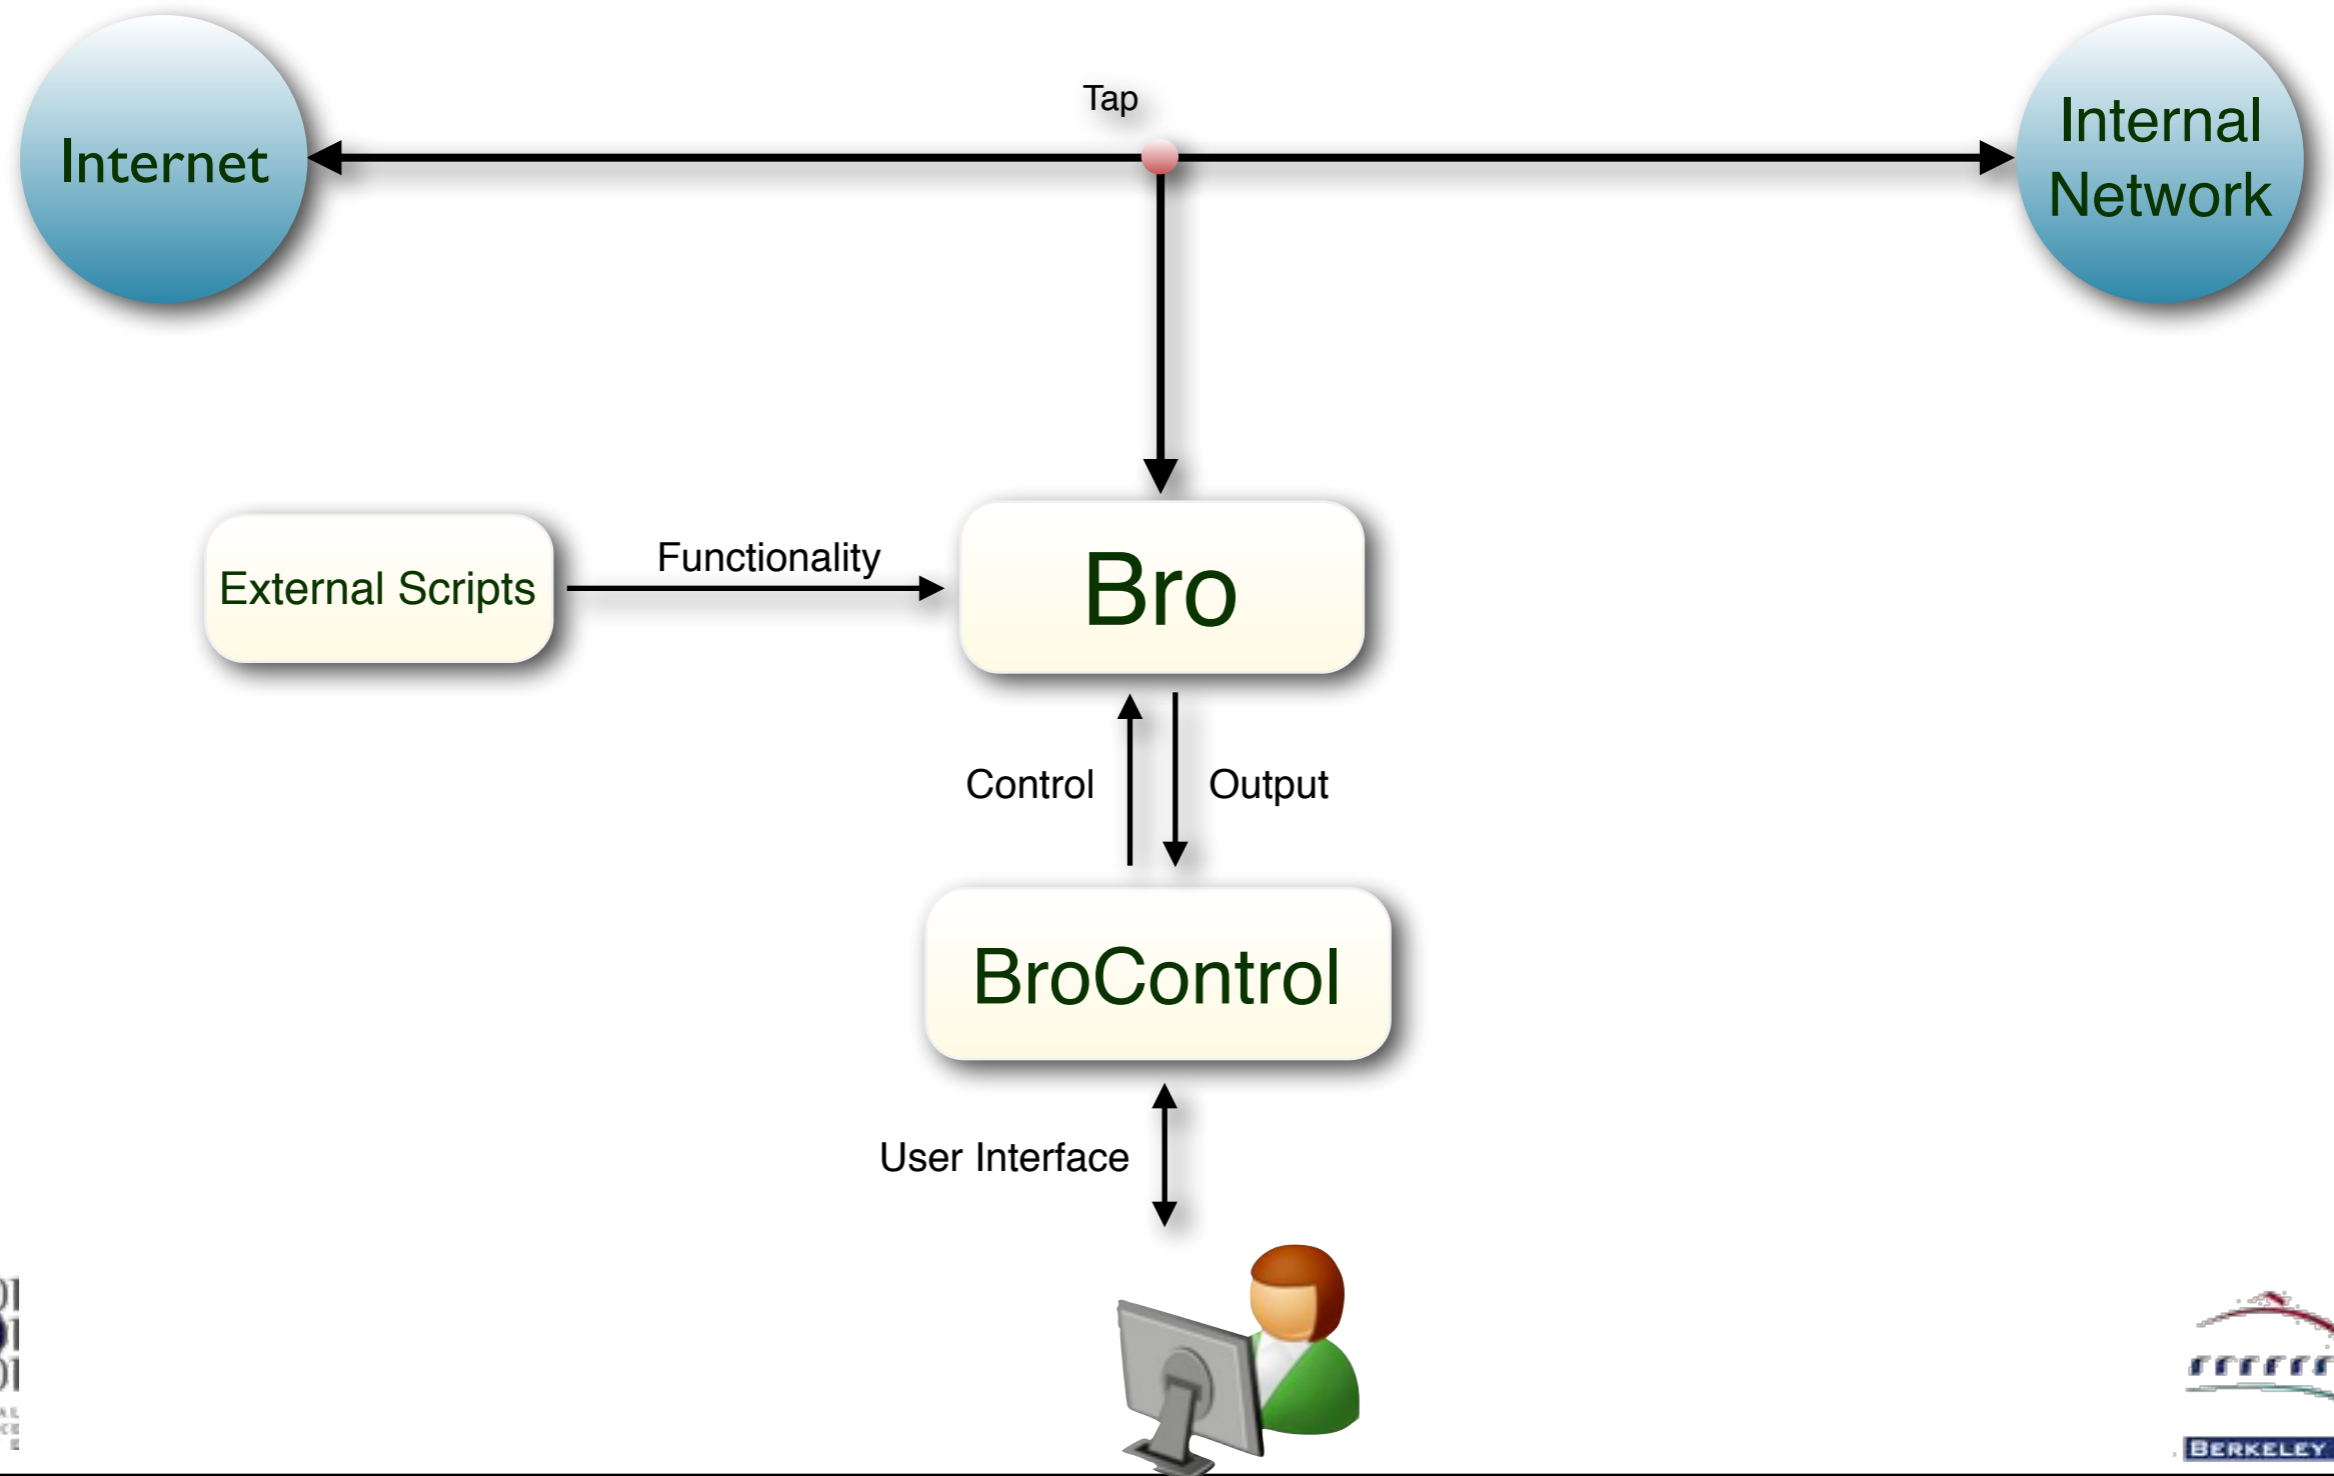 Tap
Internet
Internal
Network
External Scripts
Functionality
Bro
Control
Output
BroControl
User Interface
BERKELEY